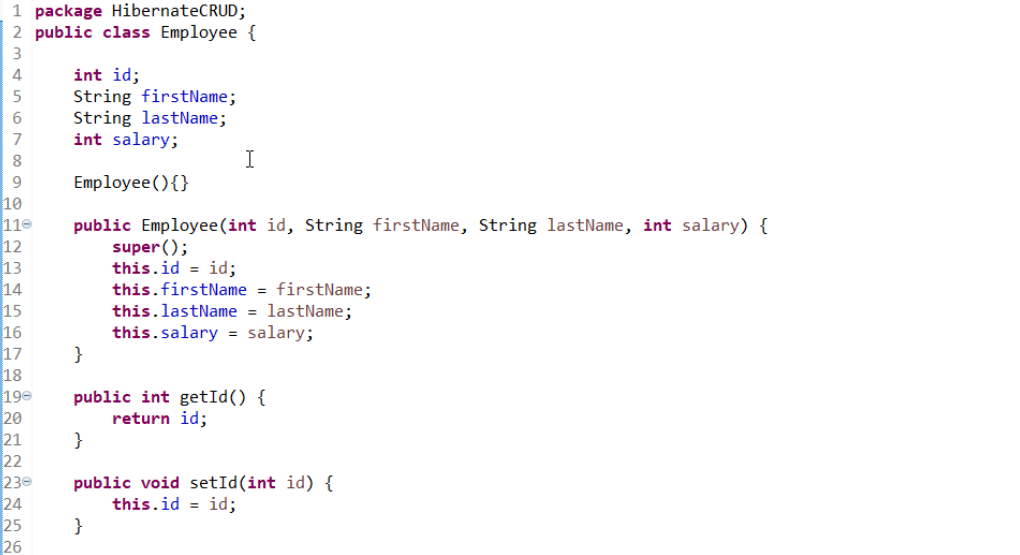 1 package HibernateCRUD;
2 public class Employee {
3
4     int id;
5     String firstName;
6     String lastName;
7     int salary;
8
9     Employee(){}
10
11     public Employee(int id, String firstName, String lastName, int salary) {
12         super();
13         this.id = id;
14         this.firstName = firstName;
15         this.lastName = lastName;
16         this.salary = salary;
17     }
18
19     public int getId() {
20         return id;
21     }
22
23     public void setId(int id) {
24         this.id = id;
25     }
26